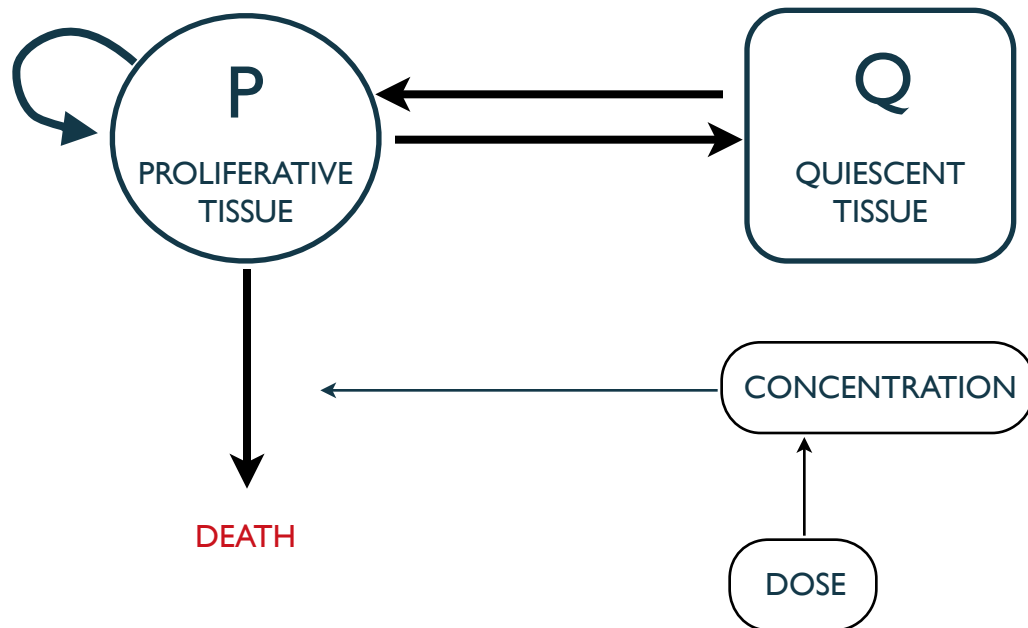 P
PROLIFERATIVE
TISSUE
Q
QUIESCENT
TISSUE
CONCENTRATION
DEATH
DOSE